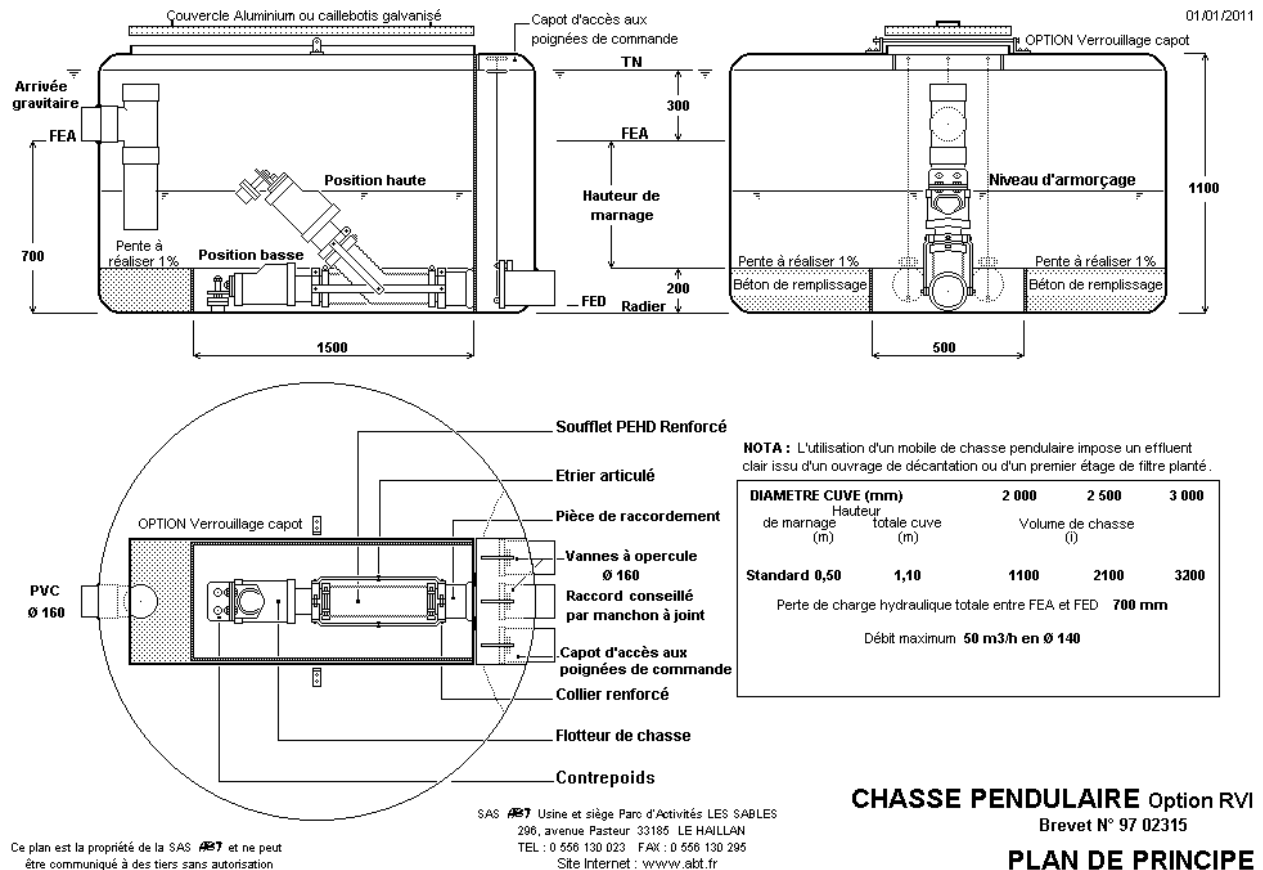 Couvercle Aluminium ou caillebotis galvanisé
Capot d'accès aux
poignées de commande
01/01/2011
OPTION Verrouillage capot
TN
Arrivée
gravitaire
300
FEA
FEA
Position haute
Niveau d'armorçage
1100
Hauteur de
marnage
Pente à
réaliser 1%
700
Position basse
Pente à réaliser 1%
Pente à réaliser 1%
200
Béton de remplissage
Béton de remplissage
FED
Radier
1500
500
Soufflet PEHD Renforcé
Etrier articulé
OPTION Verrouillage capot
Pièce de raccordement
Vannes à opercule
Ø 160
PVC
Ø 160
Raccord conseillé
par manchon à joint
Capot d'accès aux
poignées de commande
Collier renforcé
Flotteur de chasse
Contrepoids
NOTA : L'utilisation d'un mobile de chasse pendulaire impose un effluent
clair issu d'un ouvrage de décantation ou d'un premier étage de filtre planté.
DIAMETRE CUVE (mm) 2 000 2 500 3 000
Hauteur
de marnage totale cuve Volume de chasse
(m) (m) (l)
Standard 0,50 1,10 1100 2100 3200
Perte de charge hydraulique totale entre FEA et FED 700 mm
Débit maximum 50 m3/h en Ø 140
CHASSE PENDULAIRE Option RVI
Brevet N° 97 02315
PLAN DE PRINCIPE
SAS ABT Usine et siège Parc d'Activités LES SABLES
296, avenue Pasteur 33185 LE HAILLAN
TEL : 0 556 130 023 FAX : 0 556 130 295
Site Internet : www.abt.fr
Ce plan est la propriété de la SAS ABT et ne peut
être communiqué à des tiers sans autorisation